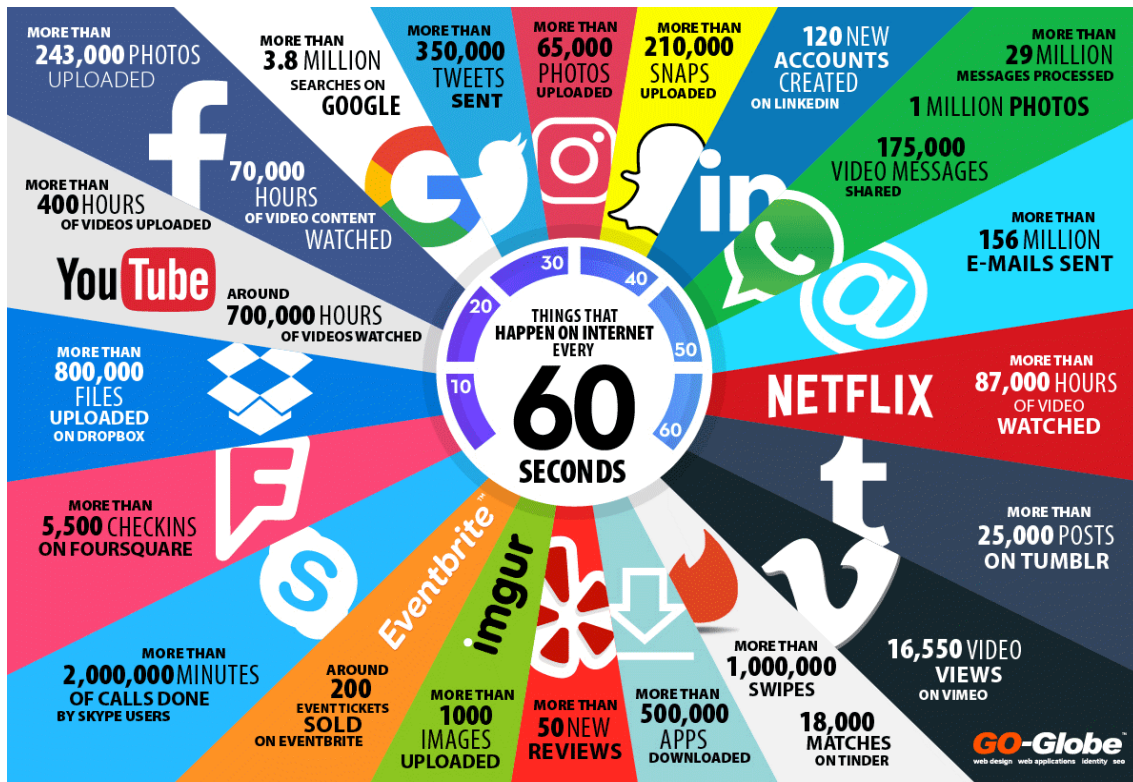 MORE THAN
243,000 PHOTOS
UPLOADED
f
70,000
HOURS
OF VIDEO CONTENT
WATCHED
MORE THAN
3.8 MILLION
SEARCHES ON
GOOGLE
G
MORE THAN
350,000
TWEETS
SENT
MORE THAN
65,000
PHOTOS
UPLOADED
MORE THAN
210,000
SNAPS
UPLOADED
120 NEW
ACCOUNTS
CREATED
ON LINKEDIN
in
MORE THAN
29 MILLION
MESSAGES PROCESSED
1 MILLION PHOTOS
175,000
VIDEO MESSAGES
SHARED
MORE THAN
156 MILLION
E-MAILS SENT
@
NETFLIX
MORE THAN
87,000 HOURS
OF VIDEO
WATCHED
t
MORE THAN
25,000 POSTS
ON TUMBLR
v
16,550 VIDEO
VIEWS
ON VIMEO
MORE THAN
1,000,000
SWIPES
18,000
MATCHES
ON TINDER
MORE THAN
500,000
APPS
DOWNLOADED
MORE THAN
50 NEW
REVIEWS
imgur
MORE THAN
1000
IMAGES
UPLOADED
Eventbrite™
AROUND
200
EVENT TICKETS
SOLD
ON EVENTBRITE
S
MORE THAN
2,000,000 MINUTES
OF CALLS DONE
BY SKYPE USERS
F
MORE THAN
5,500 CHECKINS
ON FOURSQUARE
MORE THAN
800,000
FILES
UPLOADED
ON DROPBOX
MORE THAN
400 HOURS
OF VIDEOS UPLOADED
YouTube
AROUND
700,000 HOURS
OF VIDEOS WATCHED
10
20
30
40
50
60
THINGS THAT
HAPPEN ON INTERNET
EVERY
60
SECONDS
GO-Globe™
web design web applications identity seo